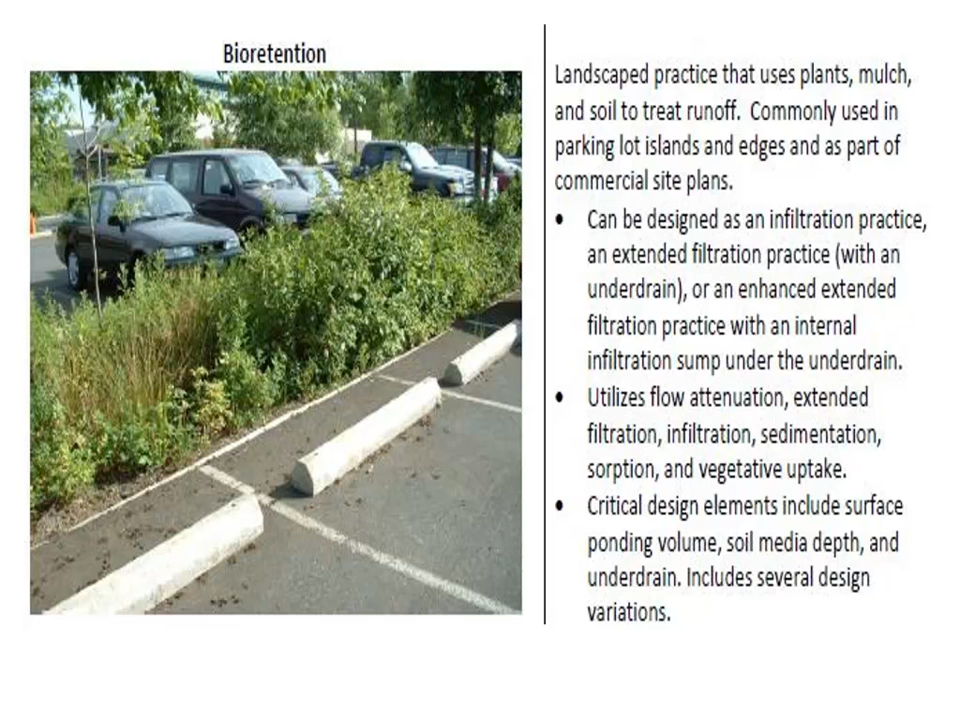 Bioretention
Landscaped practice that uses plants, mulch,
and soil to treat runoff.  Commonly used in
parking lot islands and edges and as part of
commercial site plans.
• Can be designed as an infiltration practice,
an extended filtration practice (with an
underdrain), or an enhanced extended
filtration practice with an internal
infiltration sump under the underdrain.
• Utilizes flow attenuation, extended
filtration, infiltration, sedimentation,
sorption, and vegetative uptake.
• Critical design elements include surface
ponding volume, soil media depth, and
underdrain. Includes several design
variations.